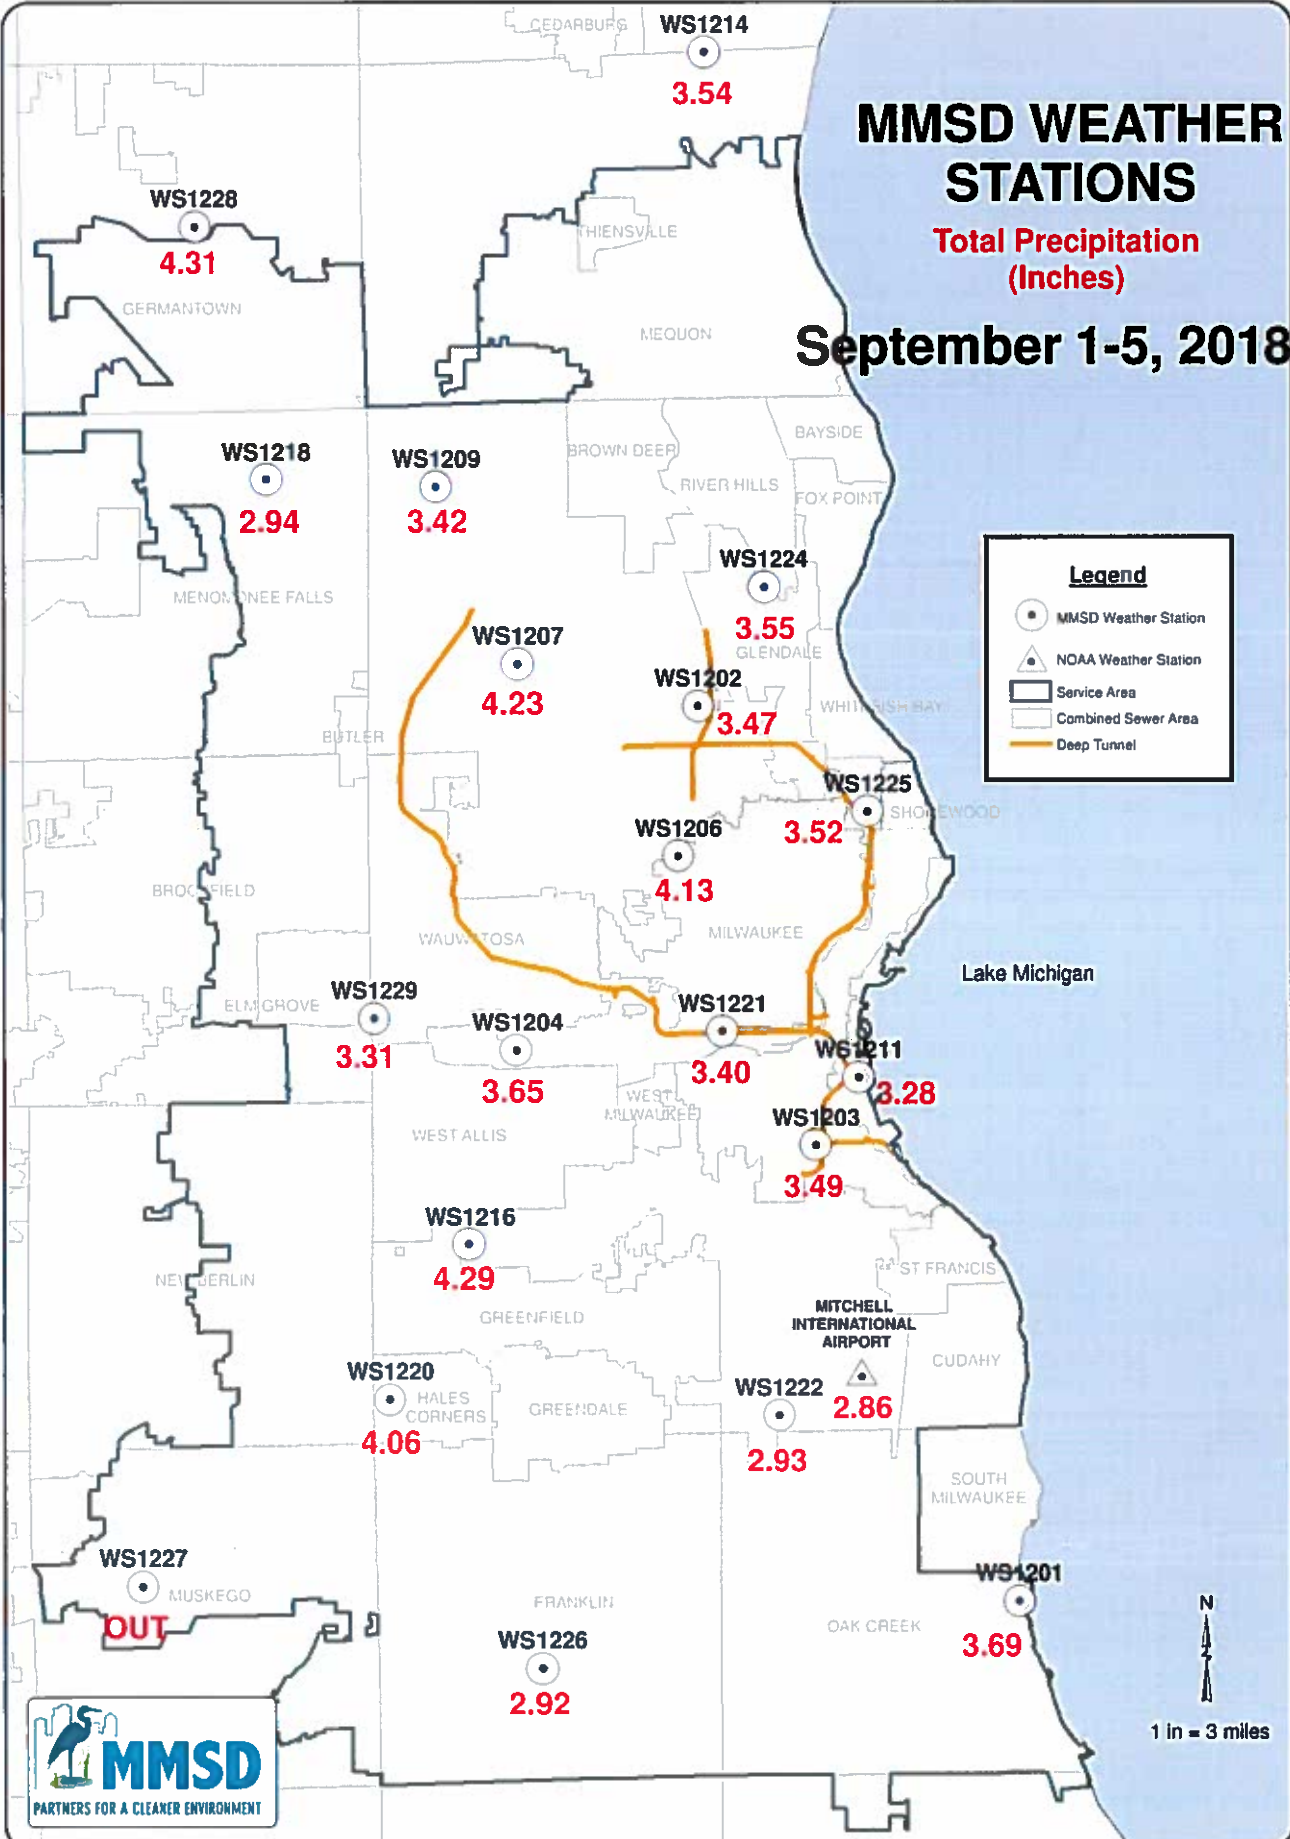 CEDARBURG
WS1214
3.54
MMSD WEATHER
STATIONS
Total Precipitation
(Inches)
September 1-5, 2018
WS1228
4.31
GERMANTOWN
THIENSVILLE
MEQUON
WS1218
2.94
WS1209
3.42
BROWN DEER
BAYSIDE
RIVER HILLS
FOX POINT
MENOMONEE FALLS
WS1224
3.55
GLENDALE
WS1207
4.23
WS1202
3.47
WHITEFISH BAY
BUTLER
Legend
MMSD Weather Station
NOAA Weather Station
Service Area
Combined Sewer Area
Deep Tunnel
WS1225
3.52
SHOREWOOD
WS1206
4.13
BROOKFIELD
WAUWATOSA
MILWAUKEE
Lake Michigan
ELM GROVE
WS1229
3.31
WS1204
3.65
WS1221
3.40
WS1211
3.28
WEST
MILWAUKEE
WEST ALLIS
WS1203
3.49
WS1216
4.29
NEW BERLIN
GREENFIELD
ST FRANCIS
MITCHELL
INTERNATIONAL
AIRPORT
2.86
CUDAHY
WS1220
HALES
CORNERS
4.06
GREENDALE
WS1222
2.93
SOUTH
MILWAUKEE
WS1227
MUSKEGO
OUT
FRANKLIN
WS1226
2.92
OAK CREEK
WS1201
3.69
N
1 in = 3 miles
MMSD
PARTNERS FOR A CLEANER ENVIRONMENT